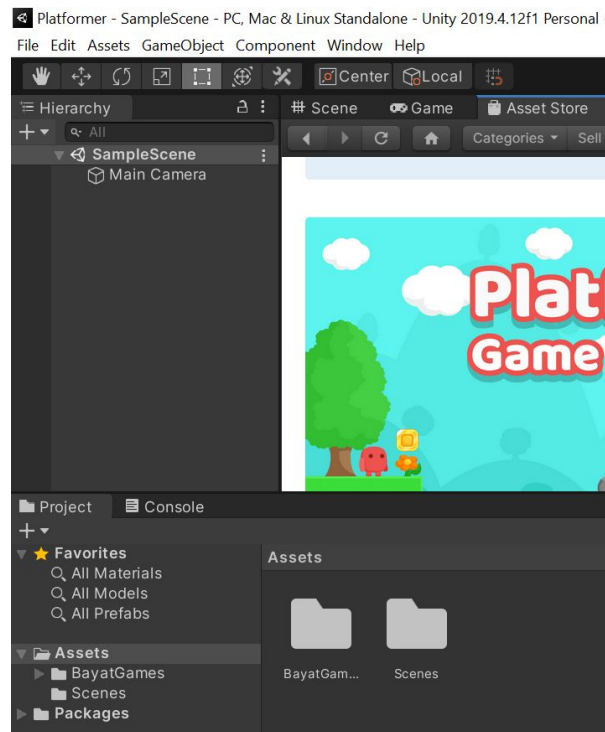 Platformer - SampleScene - PC, Mac & Linux Standalone - Unity 2019.4.12f1 Personal
File Edit Assets GameObject Component Window Help
Center Local
Hierarchy
# Scene Game Asset Store
All
Categories Sell
SampleScene
Main Camera
Plat
Game
Project Console
Favorites
Assets
All Materials
All Models
All Prefabs
Assets
BayatGames
BayatGam... Scenes
Scenes
Packages